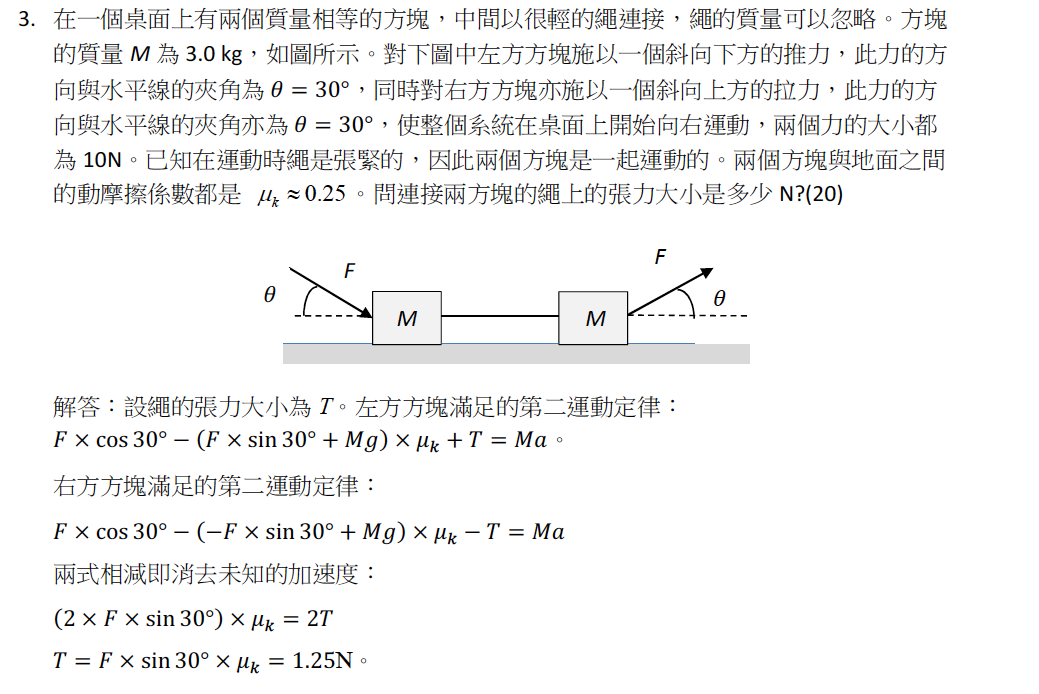 3. 在一個桌面上有兩個質量相等的方塊，中間以很輕的繩連接，繩的質量可以忽略。方塊
的質量 M 為 3.0 kg，如圖所示。對下圖中左方方塊施以一個斜向下方的推力，此力的方
向與水平線的夾角為 θ = 30°，同時對右方方塊亦施以一個斜向上方的拉力，此力的方
向與水平線的夾角亦為 θ = 30°，使整個系統在桌面上開始向右運動，兩個力的大小都
為 10N。已知在運動時繩是張緊的，因此兩個方塊是一起運動的。兩個方塊與地面之間
的動摩擦係數都是 μₖ ≈ 0.25。問連接兩方塊的繩上的張力大小是多少 N?(20)
F
F
θ
θ
M
M
解答：設繩的張力大小為 T。左方方塊滿足的第二運動定律：
F × cos 30° − (F × sin 30° + Mg) × μₖ + T = Ma。
右方方塊滿足的第二運動定律：
F × cos 30° − (−F × sin 30° + Mg) × μₖ − T = Ma
兩式相減即消去未知的加速度：
(2 × F × sin 30°) × μₖ = 2T
T = F × sin 30° × μₖ = 1.25N。